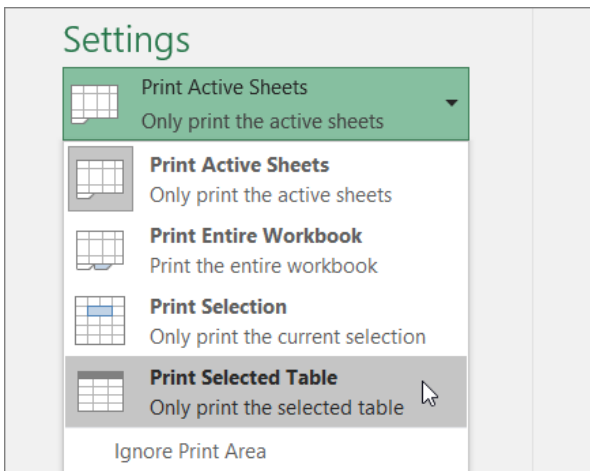 Settings
Print Active Sheets
Only print the active sheets
Print Active Sheets
Only print the active sheets
Print Entire Workbook
Print the entire workbook
Print Selection
Only print the current selection
Print Selected Table
Only print the selected table
Ignore Print Area